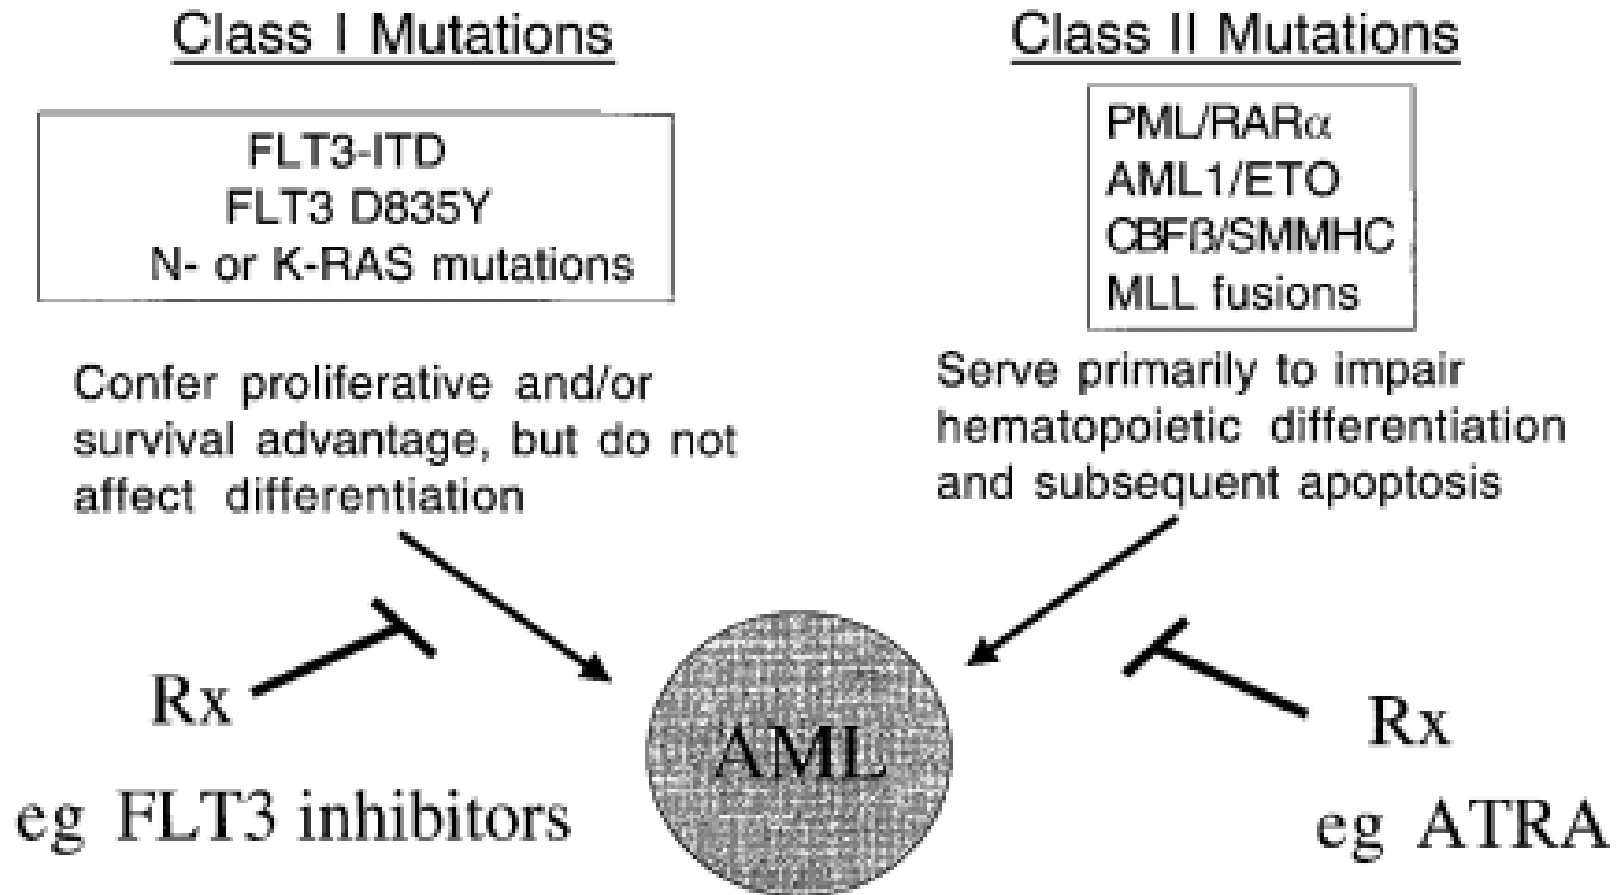 Class I Mutations
FLT3-ITD
FLT3 D835Y
N- or K-RAS mutations
Confer proliferative and/or
survival advantage, but do not
affect differentiation
Rx
eg FLT3 inhibitors
Class II Mutations
PML/RARα
AML1/ETO
CBFß/SMMHC
MLL fusions
Serve primarily to impair
hematopoietic differentiation
and subsequent apoptosis
Rx
eg ATRA
AML